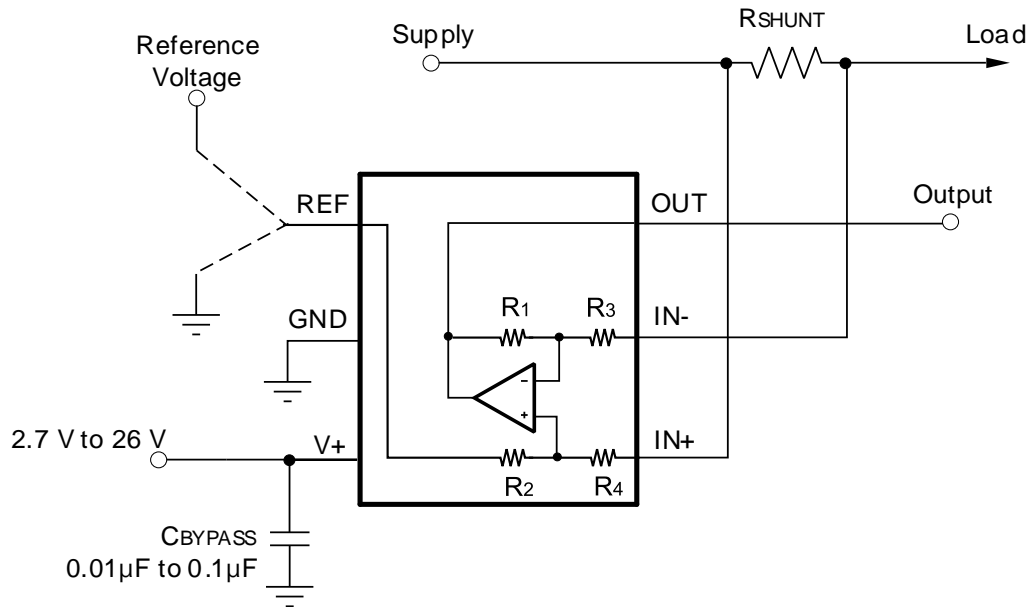 RSHUNT
Supply
Load
Reference
Voltage
REF
OUT
Output
R1
R3
GND
IN-
-
+
2.7 V to 26 V
V+
IN+
R2
R4
CBYPASS
0.01µF to 0.1µF